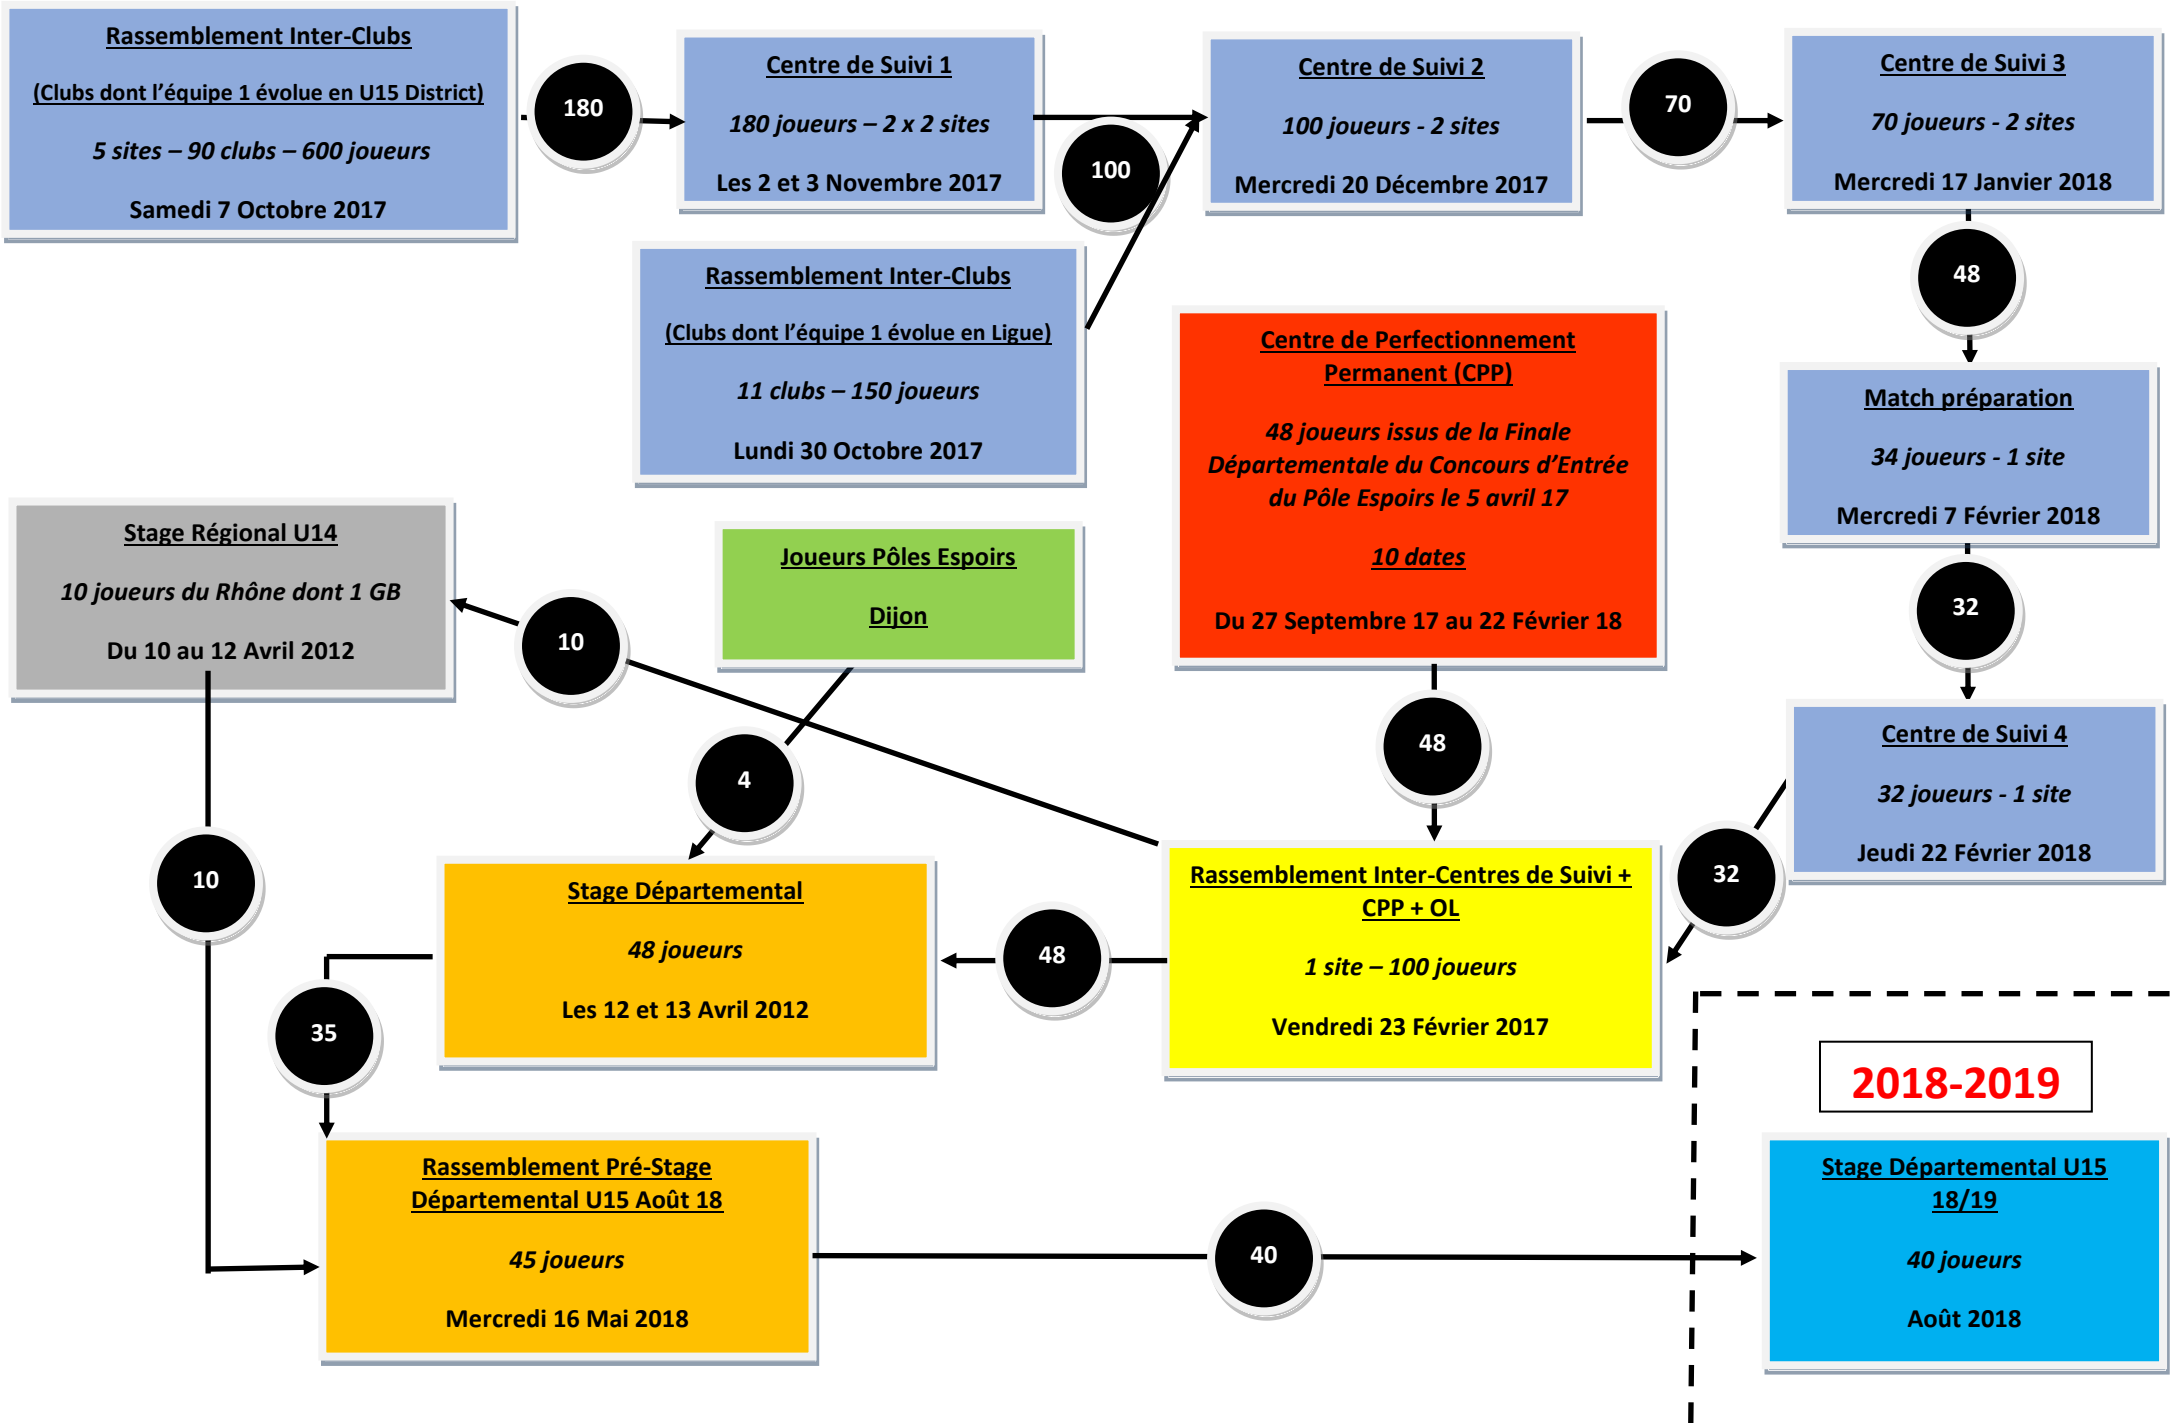 Rassemblement Inter-Clubs
(Clubs dont l'équipe 1 évolue en U15 District)
5 sites – 90 clubs – 600 joueurs
Samedi 7 Octobre 2017
180
Centre de Suivi 1
180 joueurs – 2 x 2 sites
Les 2 et 3 Novembre 2017
100
Centre de Suivi 2
100 joueurs - 2 sites
Mercredi 20 Décembre 2017
70
Centre de Suivi 3
70 joueurs - 2 sites
Mercredi 17 Janvier 2018
48
Rassemblement Inter-Clubs
(Clubs dont l'équipe 1 évolue en Ligue)
11 clubs – 150 joueurs
Lundi 30 Octobre 2017
Centre de Perfectionnement
Permanent (CPP)
48 joueurs issus de la Finale
Départementale du Concours d'Entrée
du Pôle Espoirs le 5 avril 17
10 dates
Du 27 Septembre 17 au 22 Février 18
Match préparation
34 joueurs - 1 site
Mercredi 7 Février 2018
32
Stage Régional U14
10 joueurs du Rhône dont 1 GB
Du 10 au 12 Avril 2012
10
Joueurs Pôles Espoirs
Dijon
4
48
Centre de Suivi 4
32 joueurs - 1 site
Jeudi 22 Février 2018
32
10
Stage Départemental
48 joueurs
Les 12 et 13 Avril 2012
48
Rassemblement Inter-Centres de Suivi +
CPP + OL
1 site – 100 joueurs
Vendredi 23 Février 2017
35
2018-2019
Rassemblement Pré-Stage
Départemental U15 Août 18
45 joueurs
Mercredi 16 Mai 2018
40
Stage Départemental U15
18/19
40 joueurs
Août 2018